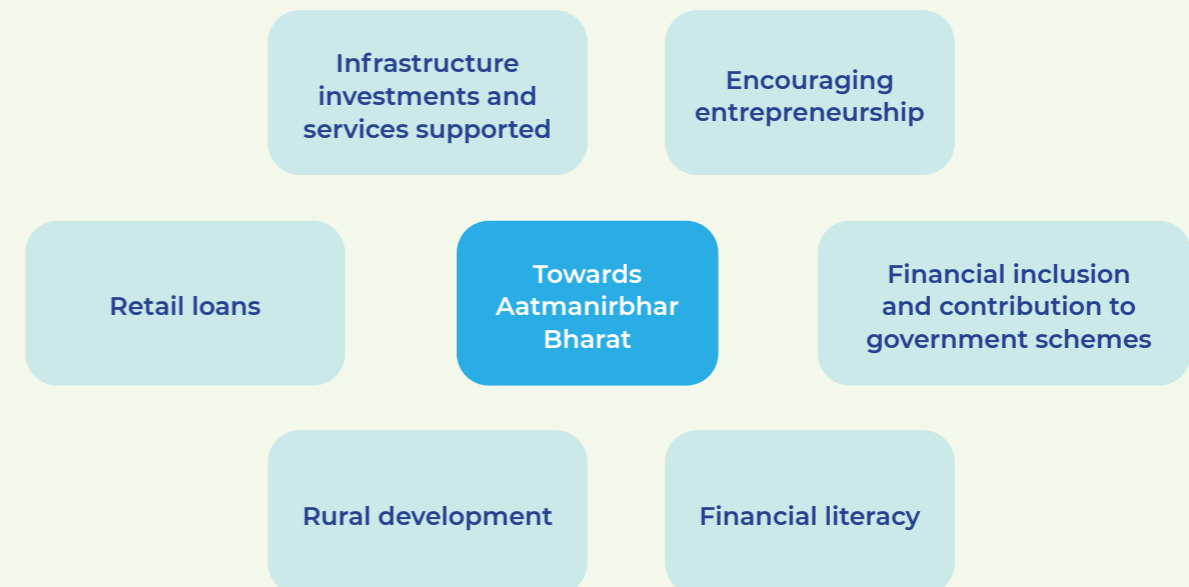 Infrastructure
investments and
services supported
Encouraging
entrepreneurship
Retail loans
Towards
Aatmanirbhar
Bharat
Financial inclusion
and contribution to
government schemes
Rural development
Financial literacy